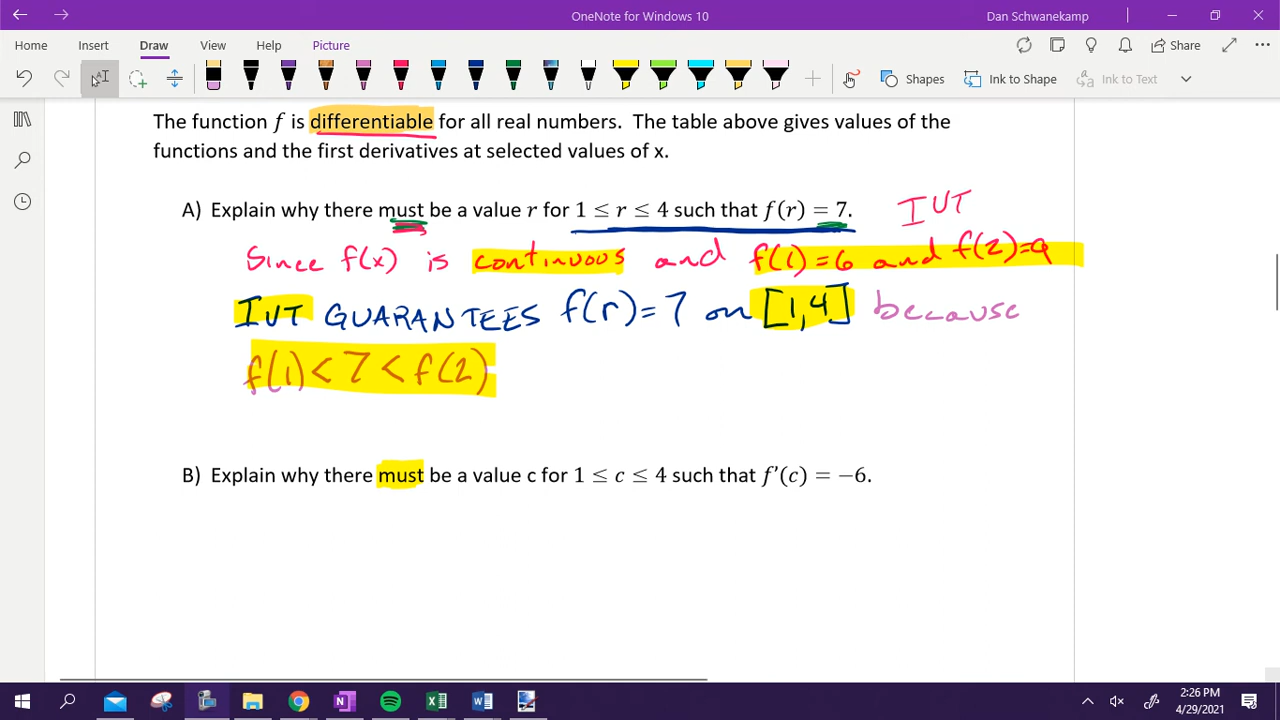 OneNote for Windows 10
Dan Schwanekamp
Home Insert Draw View Help Picture
Share
Shapes Ink to Shape Ink to Text
The function f is differentiable for all real numbers. The table above gives values of the
functions and the first derivatives at selected values of x.
A) Explain why there must be a value r for 1 ≤ r ≤ 4 such that f(r) = 7.
IVT
Since f(x) is continuous and f(1)=6 and f(2)=9
IVT GUARANTEES f(r)=7 on [1,4] because
f(1) < 7 < f(2)
B) Explain why there must be a value c for 1 ≤ c ≤ 4 such that f'(c) = −6.
2:26 PM
4/29/2021